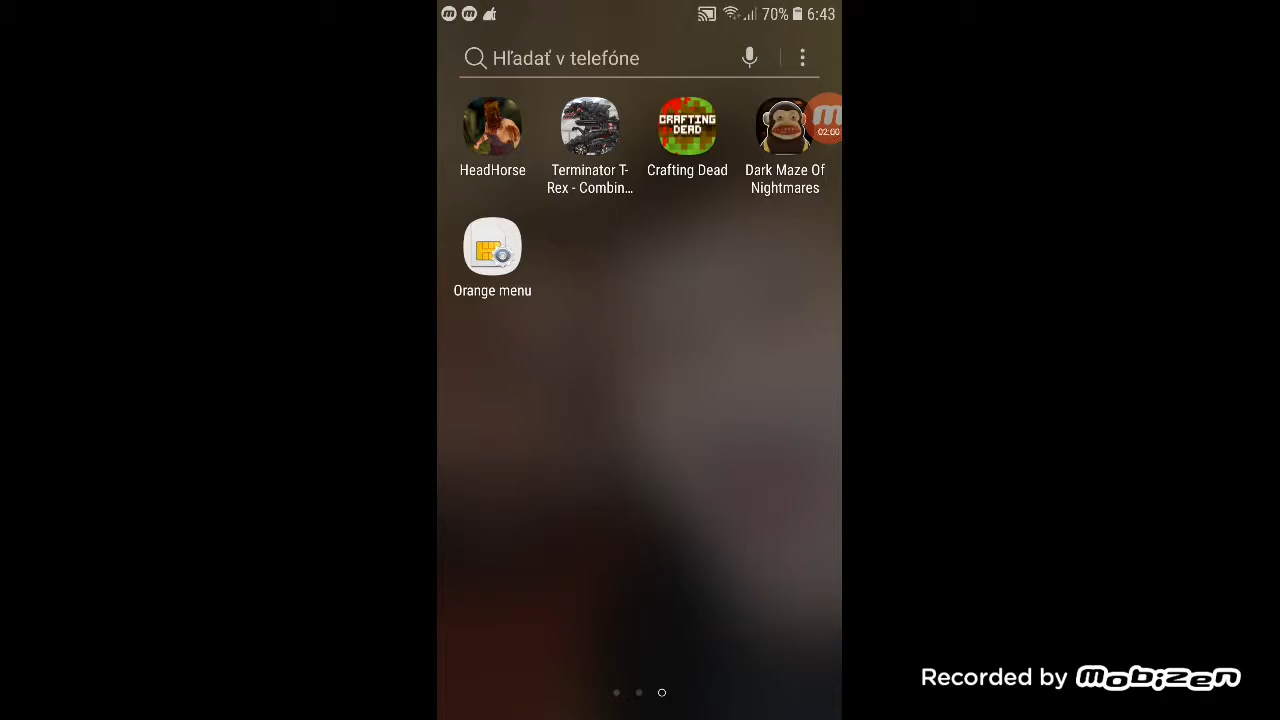 70% 6:43
Hľadať v telefóne
CRAFTING
DEAD
02:00
HeadHorse
Terminator T-
Rex - Combin...
Crafting Dead
Dark Maze Of
Nightmares
Orange menu
Recorded by mobizen